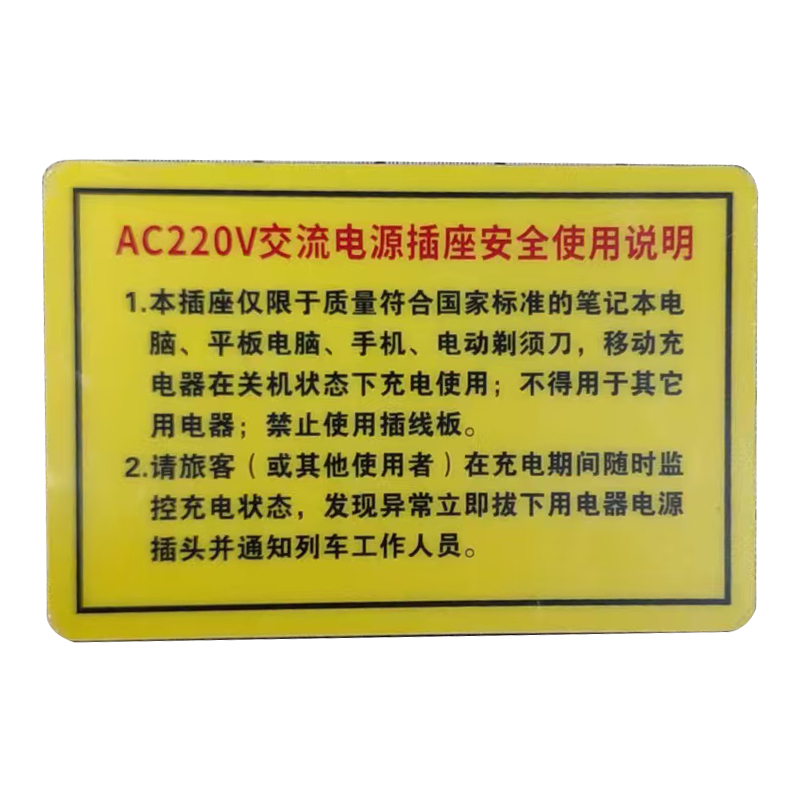 AC220V交流电源插座安全使用说明
1.本插座仅限于质量符合国家标准的笔记本电
脑、平板电脑、手机、电动剃须刀，移动充
电器在关机状态下充电使用；不得用于其它
用电器；禁止使用插线板。
2.请旅客（或其他使用者）在充电期间随时监
控充电状态，发现异常立即拔下用电器电源
插头并通知列车工作人员。